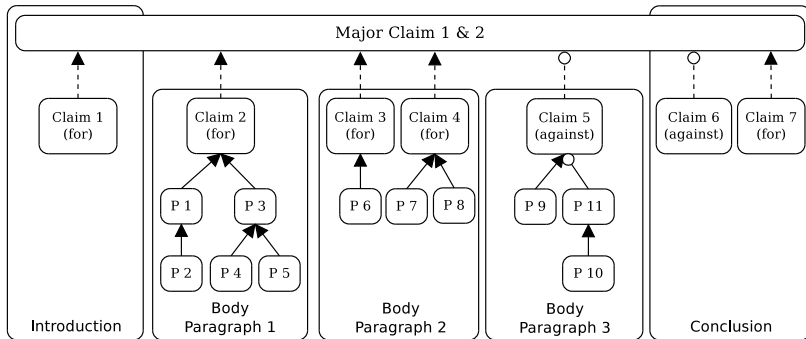 Major Claim 1 & 2
Claim 1
(for)
Claim 2
(for)
Claim 3
(for)
Claim 4
(for)
Claim 5
(against)
Claim 6
(against)
Claim 7
(for)
P 1
P 3
P 6
P 7
P 8
P 9
P 11
P 2
P 4
P 5
P 10
Introduction
Body
Paragraph 1
Body
Paragraph 2
Body
Paragraph 3
Conclusion